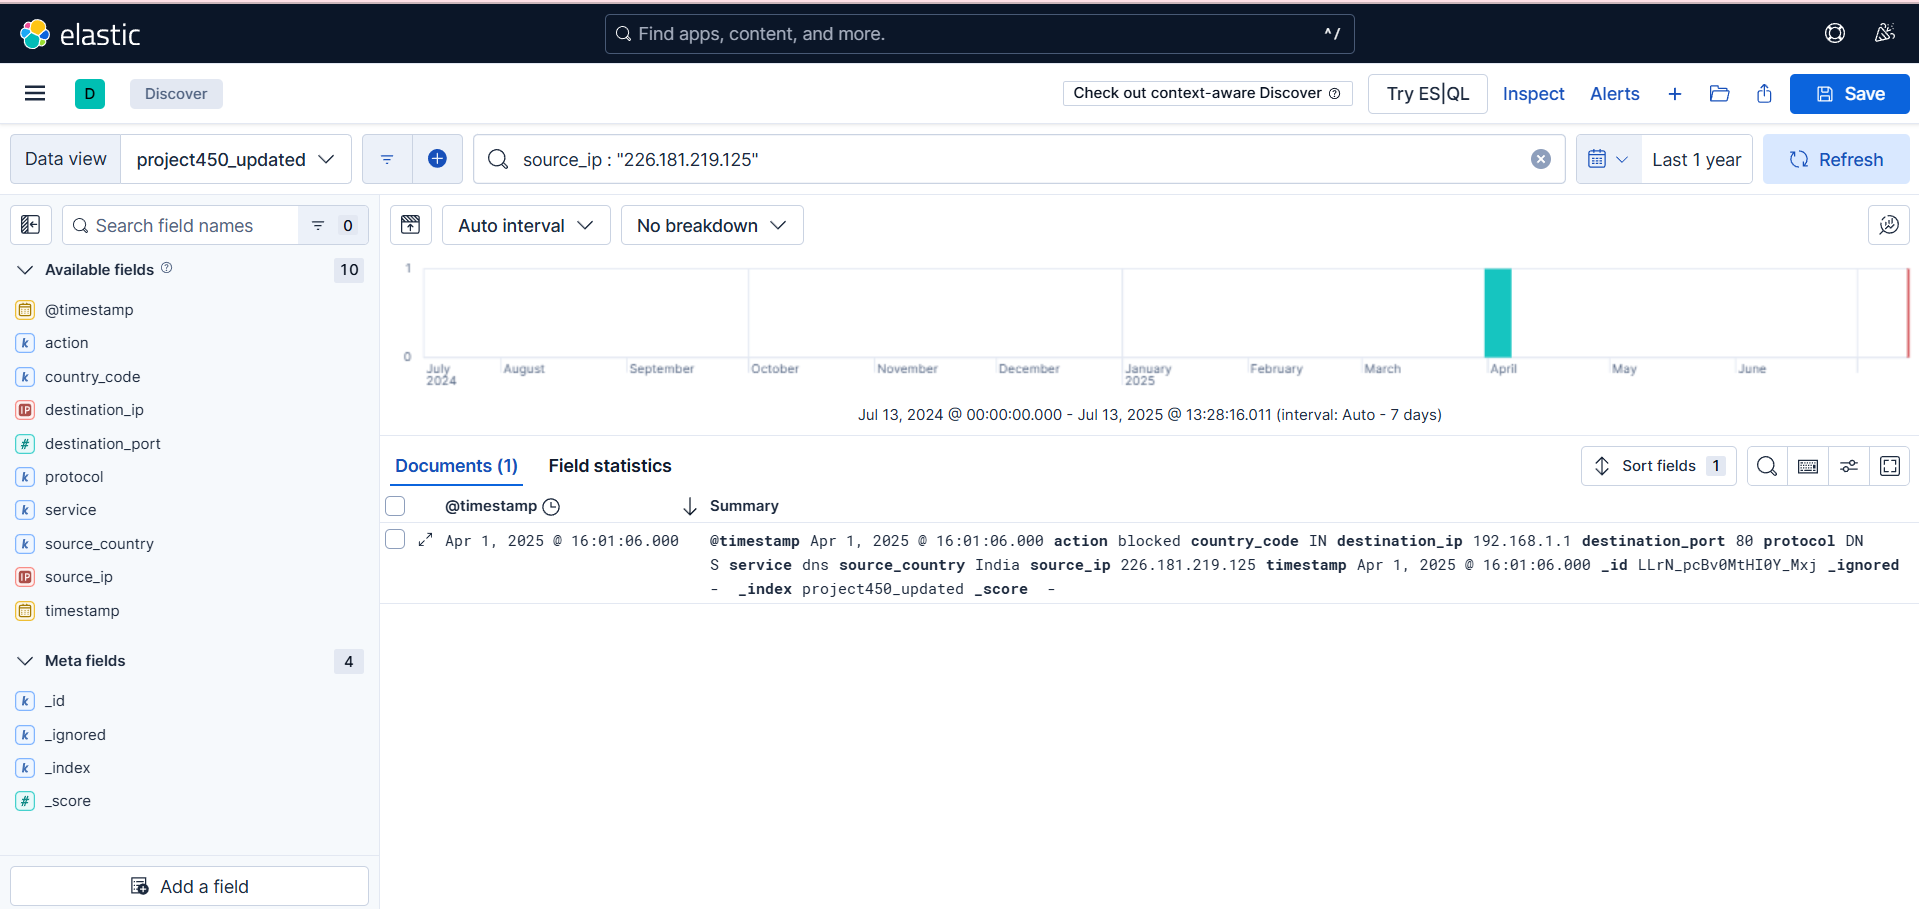 elastic
Find apps, content, and more.
^/
D
Discover
Check out context-aware Discover
Try ES|QL
Inspect
Alerts
Save
Data view
project450_updated
source_ip : "226.181.219.125"
Last 1 year
Refresh
Search field names
0
Auto interval
No breakdown
Available fields
10
@timestamp
action
country_code
destination_ip
destination_port
protocol
service
source_country
source_ip
timestamp
Meta fields
4
_id
_ignored
_index
_score
Add a field
1
0
July
2024
August
September
October
November
December
January
2025
February
March
April
May
June
Jul 13, 2024 @ 00:00:00.000 - Jul 13, 2025 @ 13:28:16.011 (interval: Auto - 7 days)
Documents (1)
Field statistics
Sort fields
1
@timestamp
Summary
Apr 1, 2025 @ 16:01:06.000
@timestamp Apr 1, 2025 @ 16:01:06.000 action blocked country_code IN destination_ip 192.168.1.1 destination_port 80 protocol DN
S service dns source_country India source_ip 226.181.219.125 timestamp Apr 1, 2025 @ 16:01:06.000 _id LLrN_pcBv0MtHI0Y_Mxj _ignored
- _index project450_updated _score -